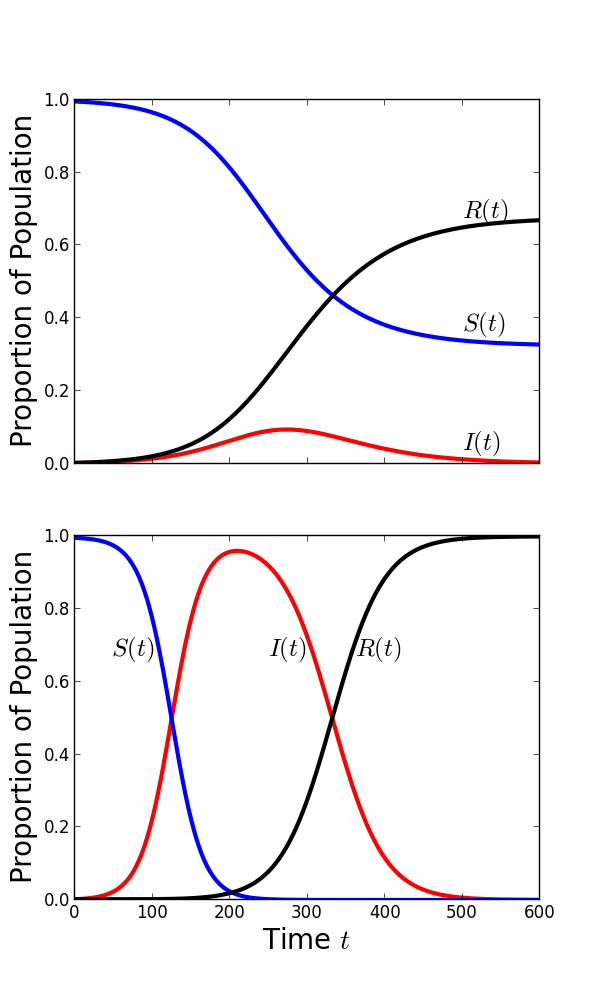 1.0
0.8
0.6
0.4
0.2
0.0
Proportion of Population
R(t)
S(t)
I(t)
1.0
0.8
0.6
0.4
0.2
0.0
Proportion of Population
S(t)
I(t)
R(t)
0 100 200 300 400 500 600
Time t